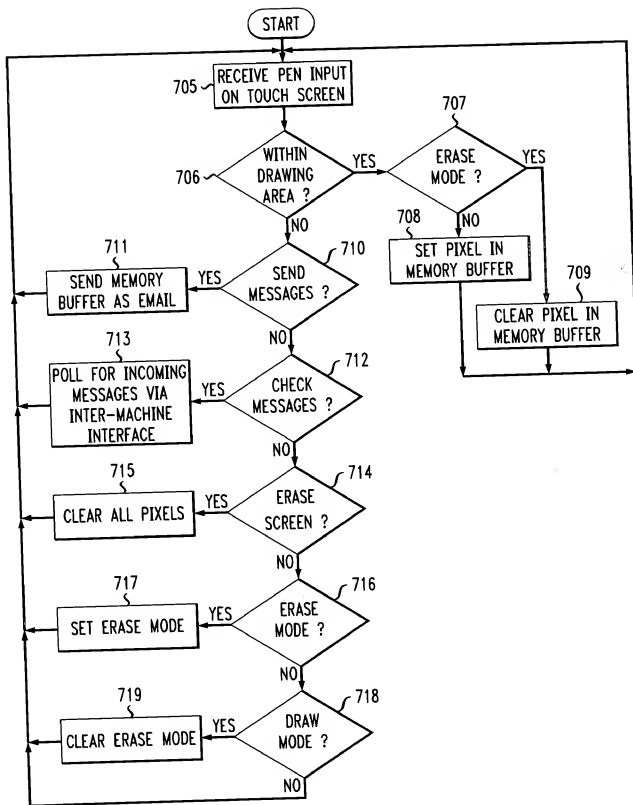 START
705
RECEIVE PEN INPUT
ON TOUCH SCREEN
706
WITHIN
DRAWING
AREA ?
YES
NO
707
ERASE
MODE ?
YES
NO
708
SET PIXEL IN
MEMORY BUFFER
709
CLEAR PIXEL IN
MEMORY BUFFER
710
SEND
MESSAGES ?
YES
NO
711
SEND MEMORY
BUFFER AS EMAIL
712
CHECK
MESSAGES ?
YES
NO
713
POLL FOR INCOMING
MESSAGES VIA
INTER-MACHINE
INTERFACE
714
ERASE
SCREEN ?
YES
NO
715
CLEAR ALL PIXELS
716
ERASE
MODE ?
YES
NO
717
SET ERASE MODE
718
DRAW
MODE ?
YES
NO
719
CLEAR ERASE MODE